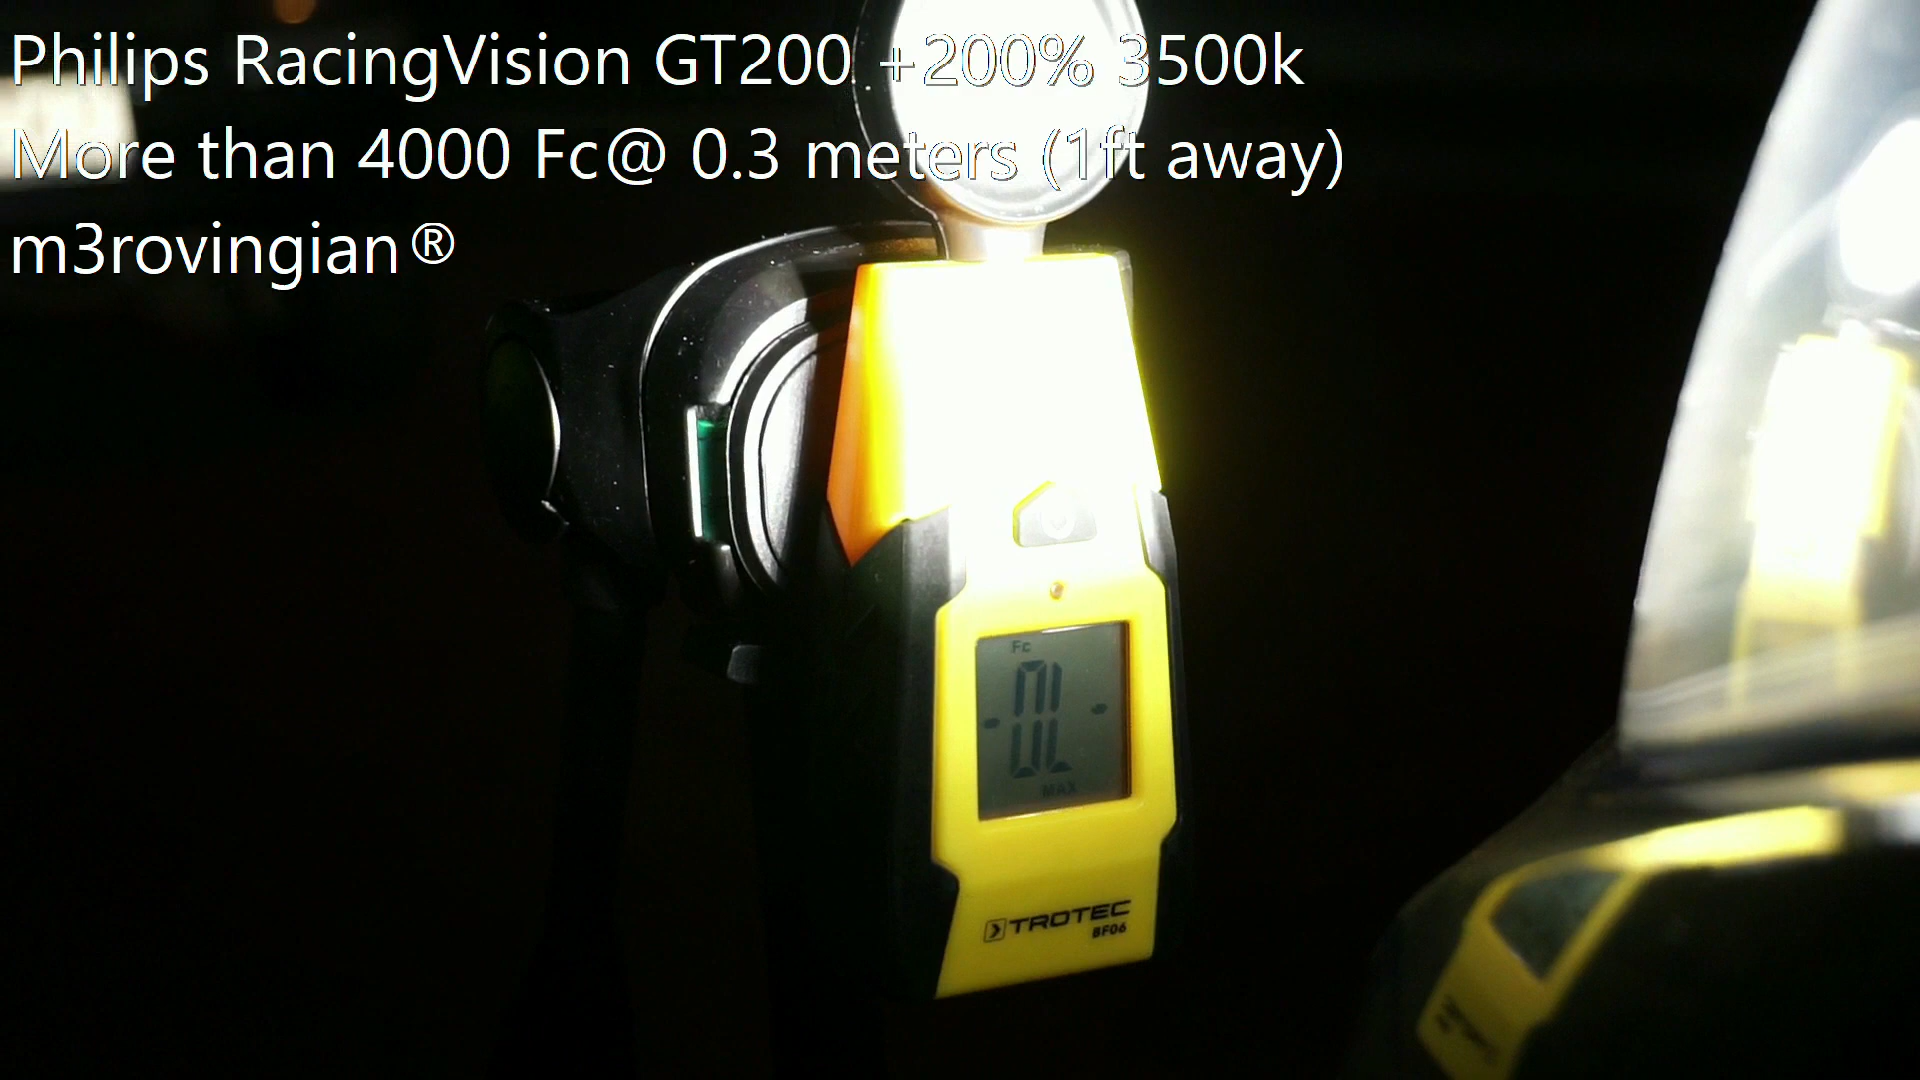 Philips RacingVision GT200 +200% 3500k
More than 4000 Fc@ 0.3 meters (1ft away)
m3rovingian®
Fc
-OL-
MAX
TROTEC
BF06